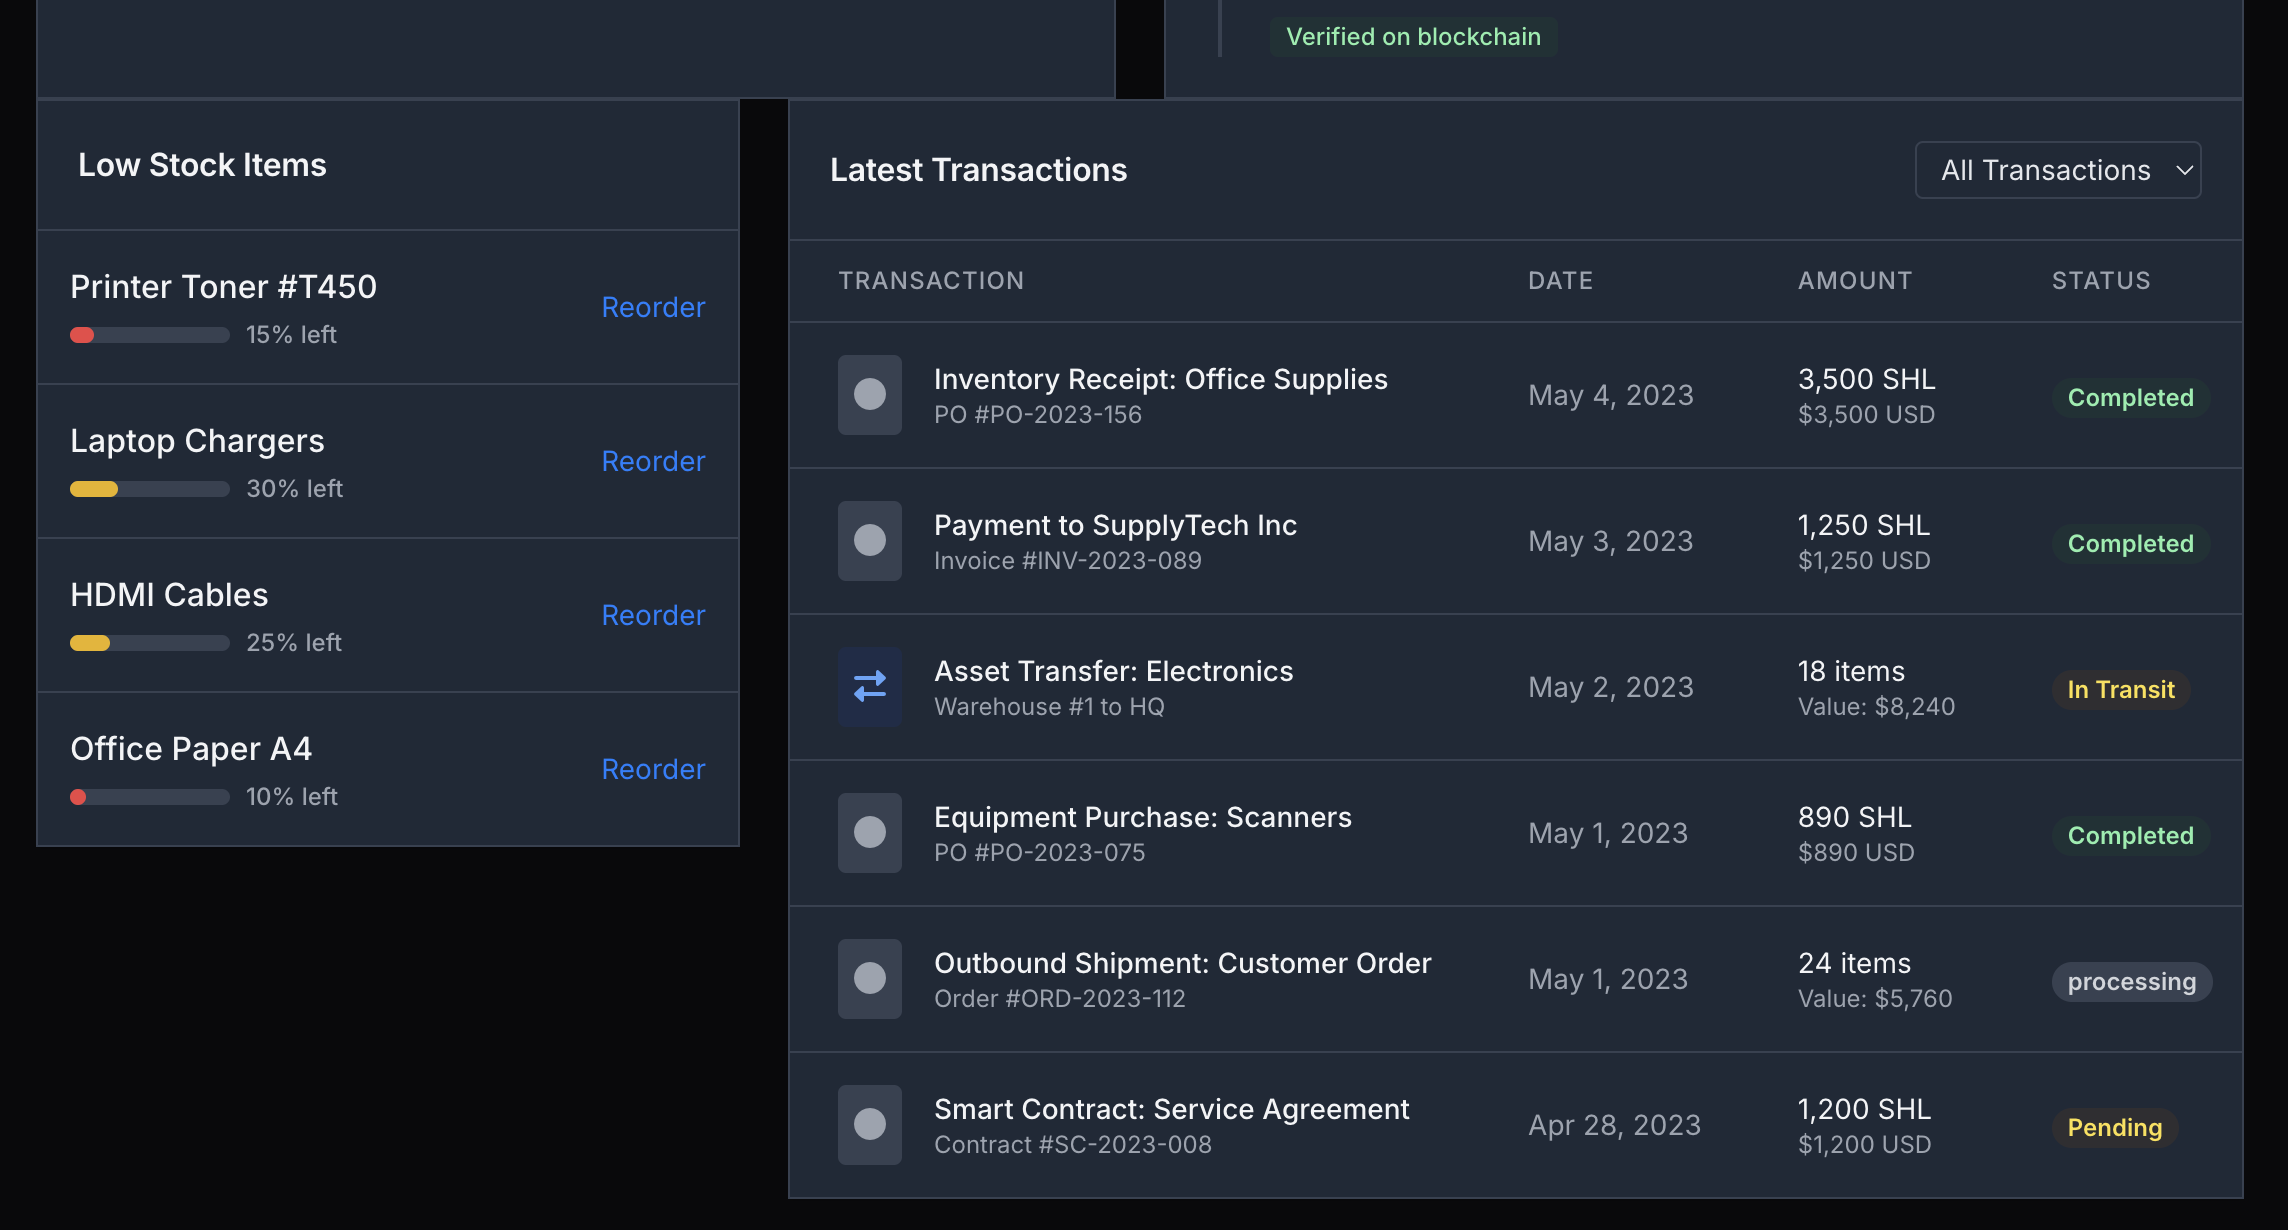 Verified on blockchain
Low Stock Items
Printer Toner #T450
15% left
Reorder
Laptop Chargers
30% left
Reorder
HDMI Cables
25% left
Reorder
Office Paper A4
10% left
Reorder
Latest Transactions
All Transactions
TRANSACTION DATE AMOUNT STATUS
Inventory Receipt: Office Supplies
PO #PO-2023-156
May 4, 2023
3,500 SHL
$3,500 USD
Completed
Payment to SupplyTech Inc
Invoice #INV-2023-089
May 3, 2023
1,250 SHL
$1,250 USD
Completed
Asset Transfer: Electronics
Warehouse #1 to HQ
May 2, 2023
18 items
Value: $8,240
In Transit
Equipment Purchase: Scanners
PO #PO-2023-075
May 1, 2023
890 SHL
$890 USD
Completed
Outbound Shipment: Customer Order
Order #ORD-2023-112
May 1, 2023
24 items
Value: $5,760
processing
Smart Contract: Service Agreement
Contract #SC-2023-008
Apr 28, 2023
1,200 SHL
$1,200 USD
Pending